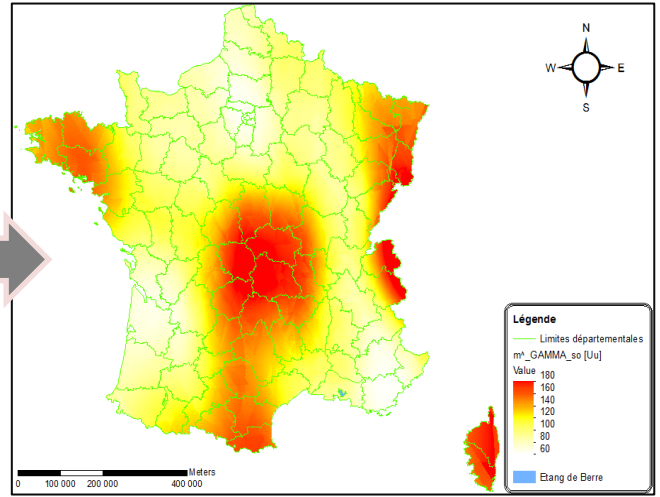 N
W E
S
Légende
Limites départementales
m^_GAMMA_so [Uu]
Value
180
160
140
120
100
80
60
Etang de Berre
Meters
0 100 000 200 000 400 000